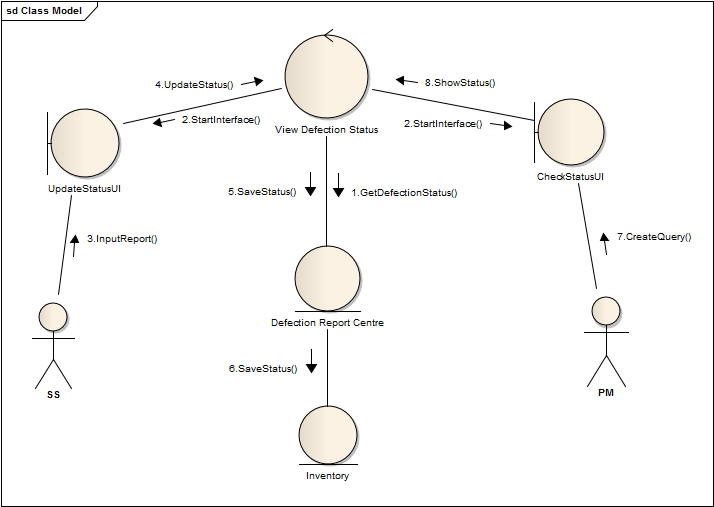 sd Class Model
4.UpdateStatus()
8.ShowStatus()
2.StartInterface()
View Defection Status
2.StartInterface()
UpdateStatusUI
CheckStatusUI
5.SaveStatus()
1.GetDefectionStatus()
3.InputReport()
7.CreateQuery()
Defection Report Centre
6.SaveStatus()
SS
PM
Inventory